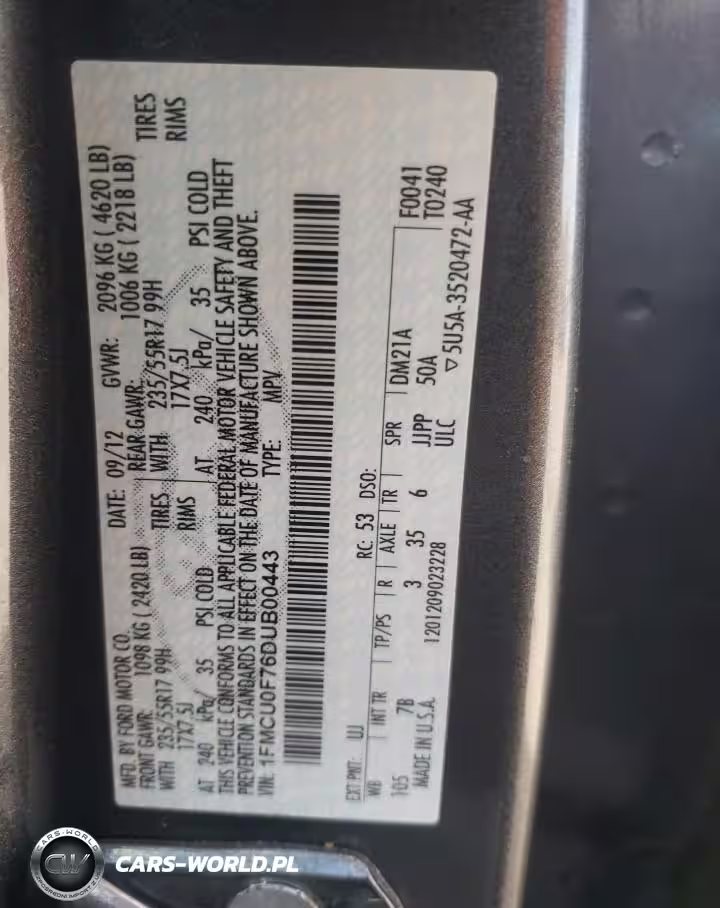 MFD. BY FORD MOTOR CO. DATE: 09/12 GVWR: 2096 KG ( 4620 LB)
FRONT GAWR: 1098 KG ( 2420 LB) REAR GAWR: 1006 KG ( 2218 LB)
WITH 235/55R17 99H TIRES WITH 235/55R17 99H TIRES
17X7.5J RIMS 17X7.5J RIMS
AT 240 kPa/ 35 PSI COLD AT 240 kPa/ 35 PSI COLD
THIS VEHICLE CONFORMS TO ALL APPLICABLE FEDERAL MOTOR VEHICLE SAFETY AND THEFT
PREVENTION STANDARDS IN EFFECT ON THE DATE OF MANUFACTURE SHOWN ABOVE.
VIN: 1FMCU0F76DUB00443 TYPE: MPV
EXT PNT: UJ RC: 53 DSO:
WB INT TR TP/PS R AXLE TR SPR DM21A F0041
105 7B 3 35 6 JJPP 50A T0240
MADE IN U.S.A. 1201209023228 ULC ▽ 5U5A-3520472-AA
CARS-WORLD
CW
CARS-WORLD.PL